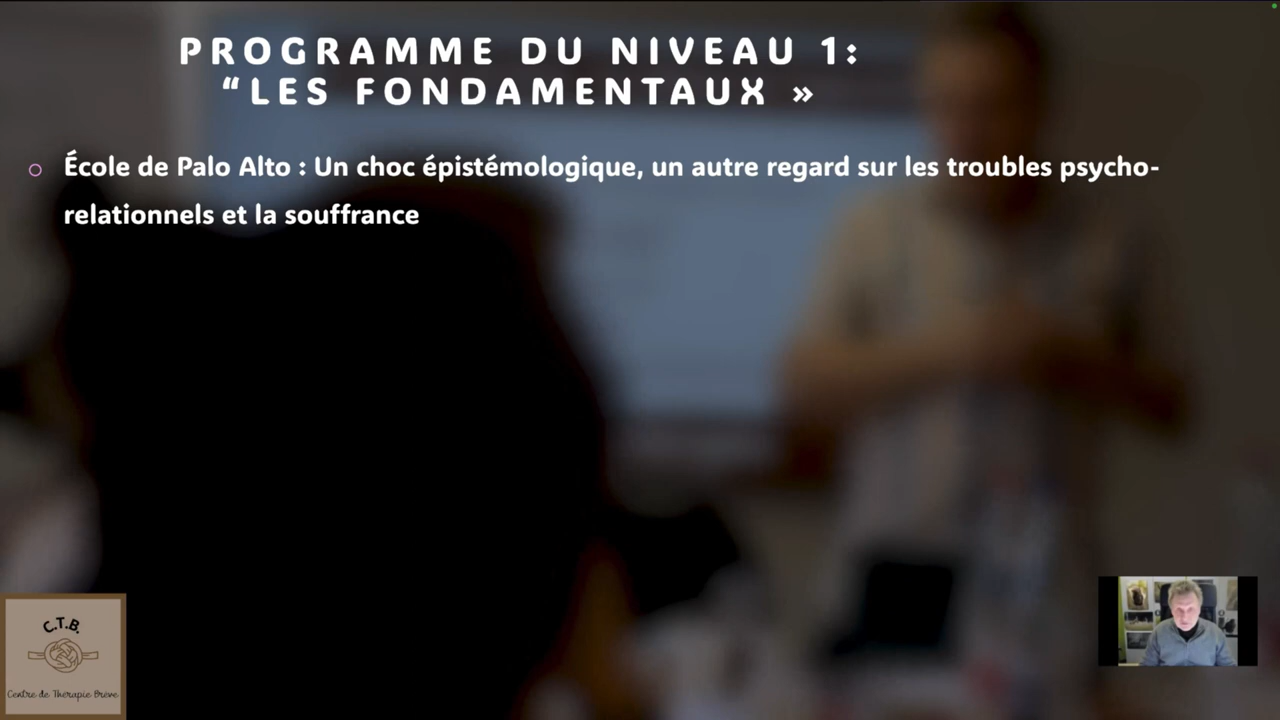 PROGRAMME DU NIVEAU 1:
“LES FONDAMENTAUX »
École de Palo Alto : Un choc épistémologique, un autre regard sur les troubles psycho-
relationnels et la souffrance
C.T.B.
Centre de Thérapie Brève